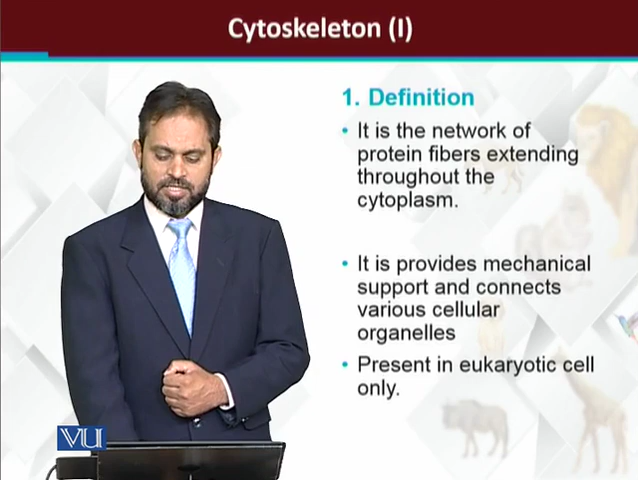 Cytoskeleton (I)
1. Definition
• It is the network of
protein fibers extending
throughout the
cytoplasm.
• It is provides mechanical
support and connects
various cellular
organelles
• Present in eukaryotic cell
only.
VU